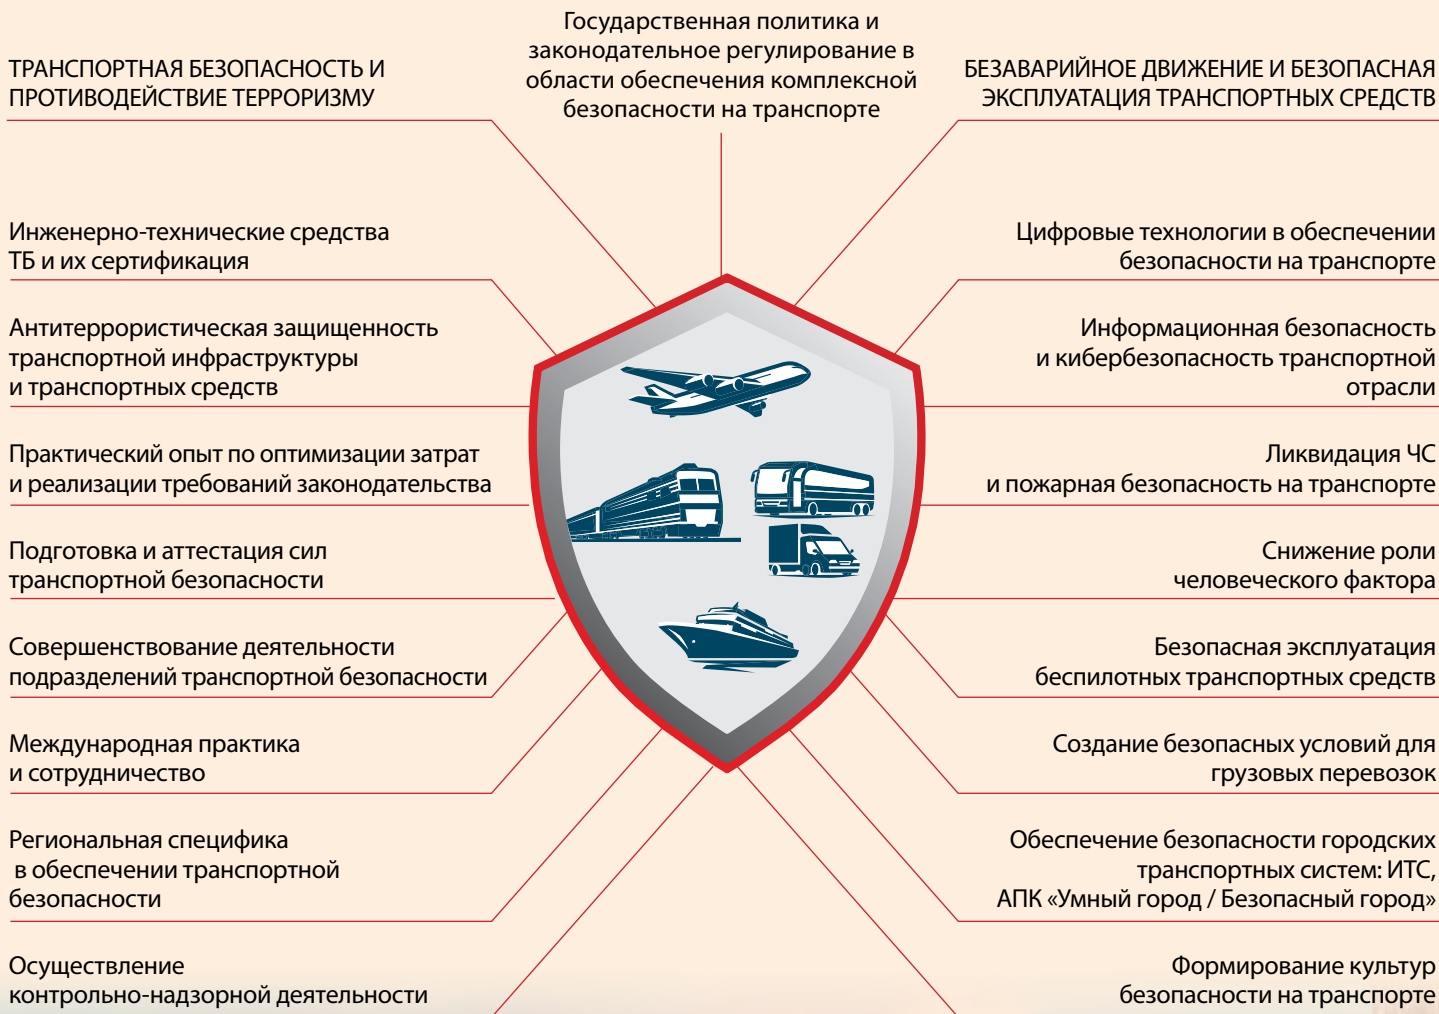 Государственная политика и
законодательное регулирование в
области обеспечения комплексной
безопасности на транспорте
ТРАНСПОРТНАЯ БЕЗОПАСНОСТЬ И
ПРОТИВОДЕЙСТВИЕ ТЕРРОРИЗМУ
Инженерно-технические средства
ТБ и их сертификация
Антитеррористическая защищенность
транспортной инфраструктуры
и транспортных средств
Практический опыт по оптимизации затрат
и реализации требований законодательства
Подготовка и аттестация сил
транспортной безопасности
Совершенствование деятельности
подразделений транспортной безопасности
Международная практика
и сотрудничество
Региональная специфика
в обеспечении транспортной
безопасности
Осуществление
контрольно-надзорной деятельности
БЕЗАВАРИЙНОЕ ДВИЖЕНИЕ И БЕЗОПАСНАЯ
ЭКСПЛУАТАЦИЯ ТРАНСПОРТНЫХ СРЕДСТВ
Цифровые технологии в обеспечении
безопасности на транспорте
Информационная безопасность
и кибербезопасность транспортной
отрасли
Ликвидация ЧС
и пожарная безопасность на транспорте
Снижение роли
человеческого фактора
Безопасная эксплуатация
беспилотных транспортных средств
Создание безопасных условий для
грузовых перевозок
Обеспечение безопасности городских
транспортных систем: ИТС,
АПК «Умный город / Безопасный город»
Формирование культур
безопасности на транспорте